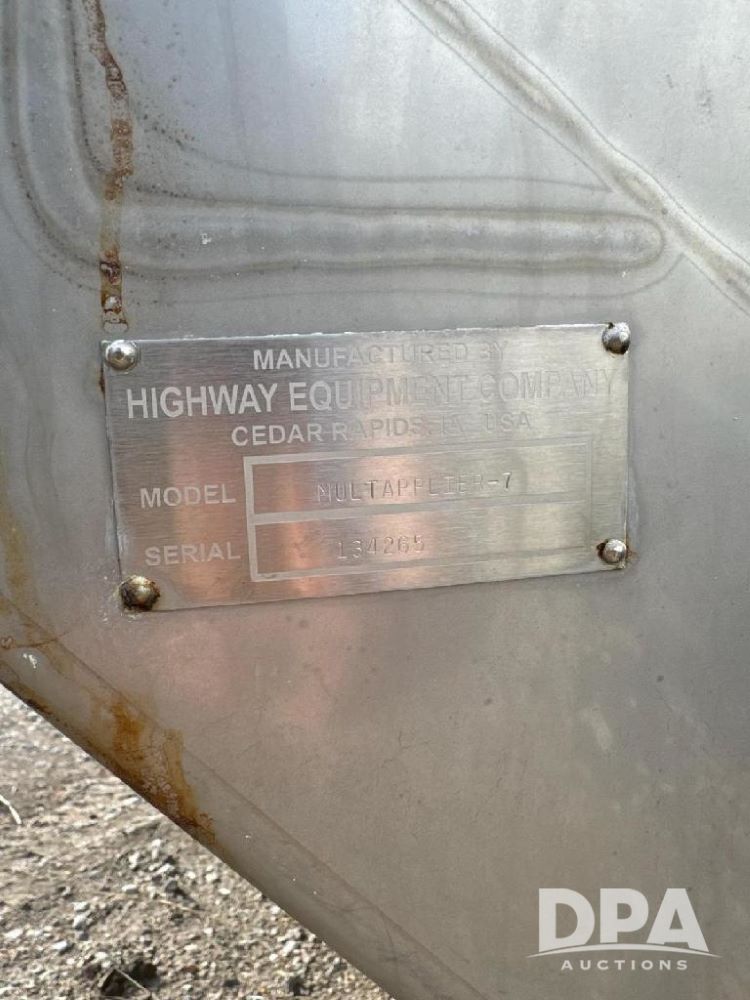 MANUFACTURED BY
HIGHWAY EQUIPMENT COMPANY
CEDAR RAPIDS, IA, USA
MODEL MULTAPPLIER-7
SERIAL 134265
DPA
AUCTIONS